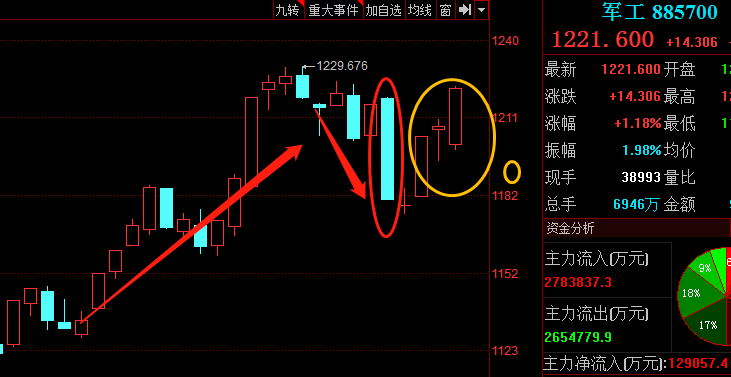 九转 重大事件 加自选 均线 窗
军工 885700
1240
1221.600 +14.306
←1229.676
最新 1221.600 开盘
涨跌 +14.306 最高
1211
涨幅 +1.18% 最低
振幅 1.98% 均价
现手 38993 量比
1182
总手 6946万 金额
资金分析
主力流入(万元)
9%
1152
2783837.3
18%
主力流出(万元)
17%
2654779.9
1123
主力净流入(万元):129057.4